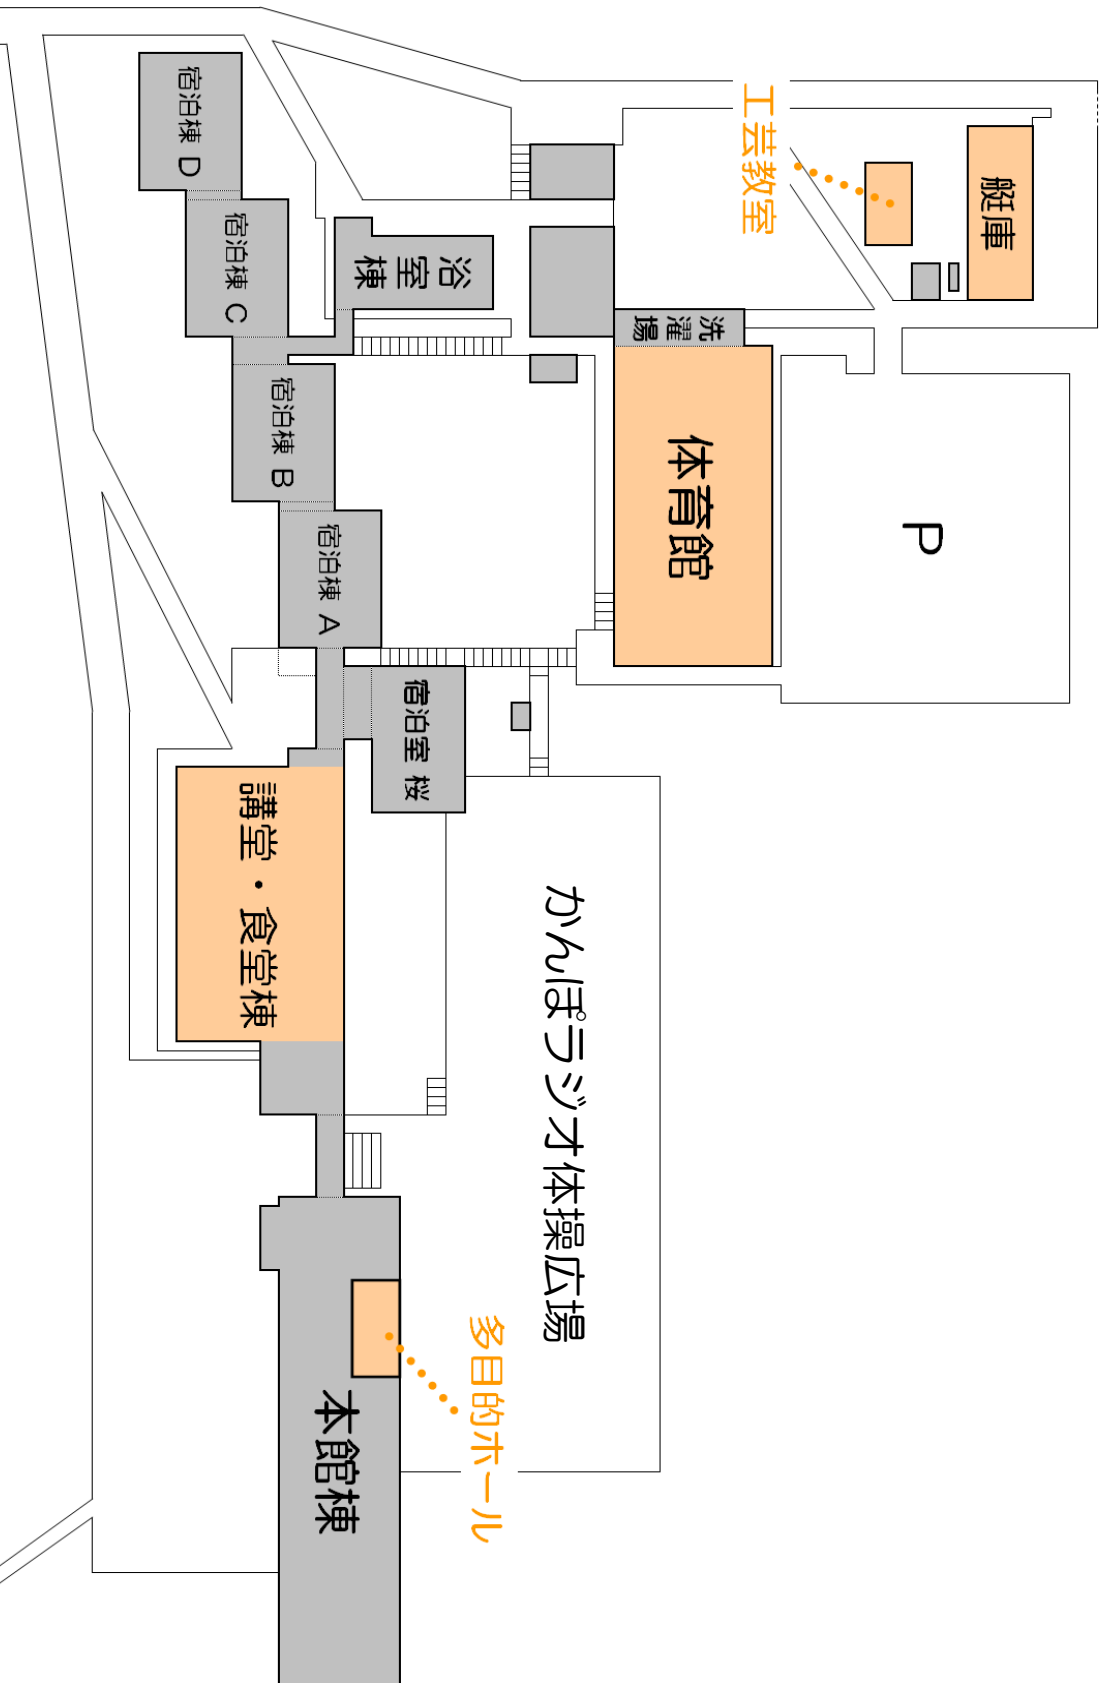 工芸教室
艇庫
宿泊棟 D
宿泊棟 C
浴室
棟
洗濯
場
宿泊棟 B
体育館
P
宿泊棟 A
宿泊室 桜
講堂・食堂棟
かんぽラジオ体操広場
多目的ホール
本館棟